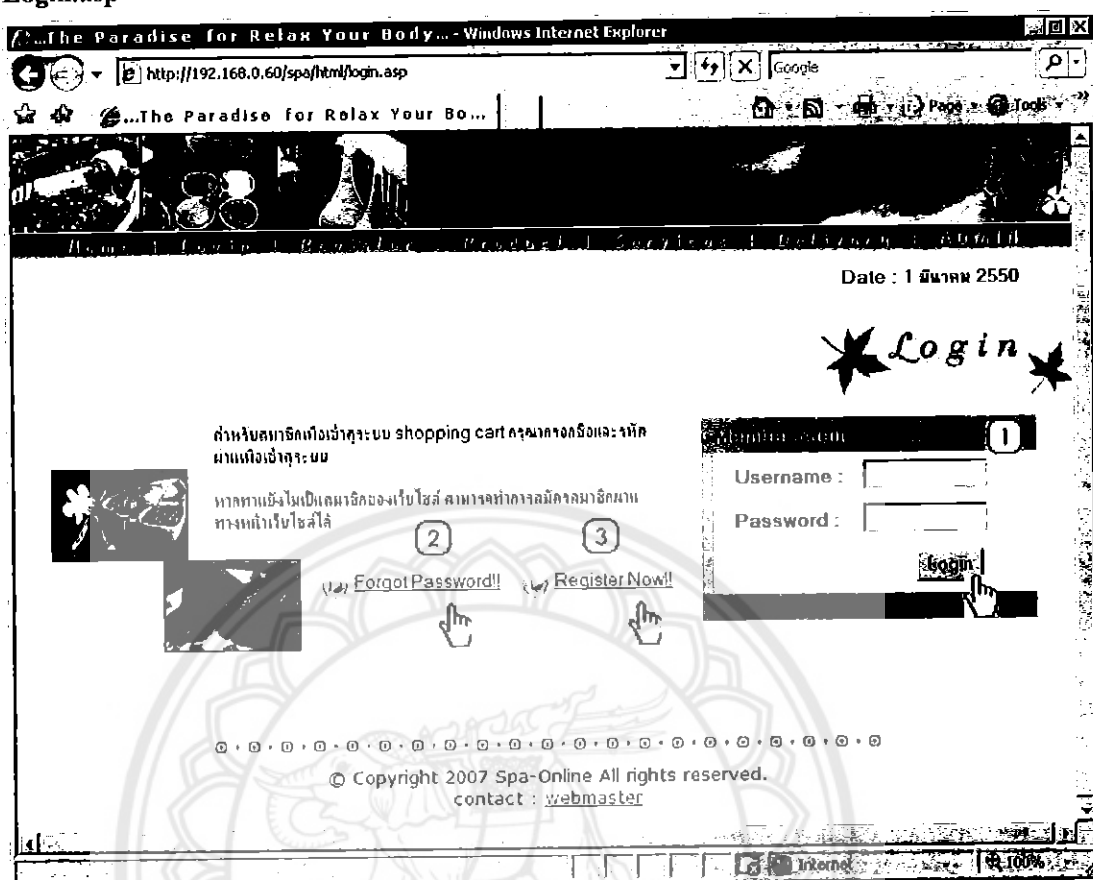 Login.asp
...The Paradise for Relax Your Body... - Windows Internet Explorer
http://192.168.0.60/spa/html/login.asp
Google
...The Paradise for Relax Your Bo...
Page Tools
Home | Login | Register | Product | Services | Delivery |
Date : 1 มีนาคม 2550
Login
สำหรับสมาชิกเพื่อเข้าสู่ระบบ shopping cart กรุณากรอกชื่อและรหัส
ผ่านเพื่อเข้าสู่ระบบ
หากท่านยังไม่เป็นสมาชิกของเว็บไซต์ สามารถทำการสมัครสมาชิกผ่าน
ทางหน้าเว็บไซต์ได้
1
Username :
Password :
Login
2
3
Forgot Password!!
Register Now!!
© Copyright 2007 Spa-Online All rights reserved.
contact : webmaster
Internet
100%